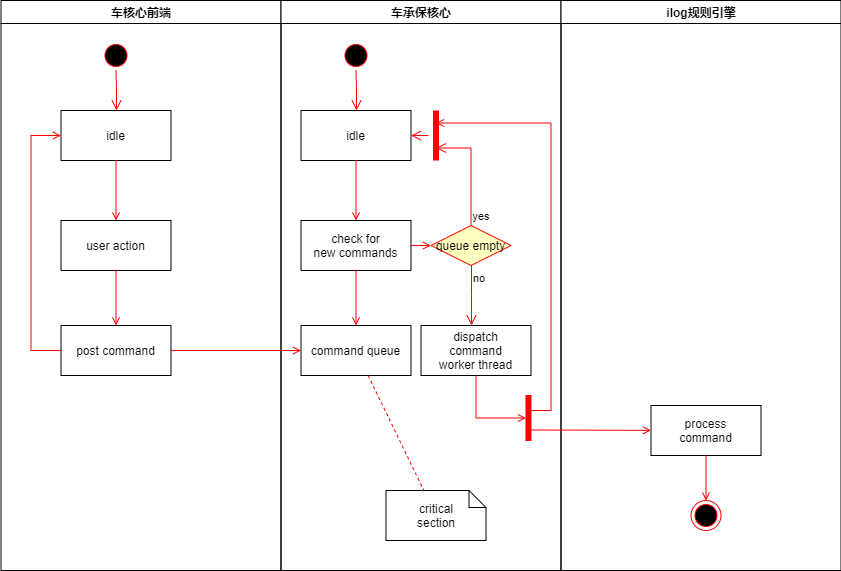 车核心前端
车承保核心
ilog规则引擎
idle
user action
post command
idle
check for
new commands
queue empty
yes
no
command queue
dispatch
command
worker thread
critical
section
process
command